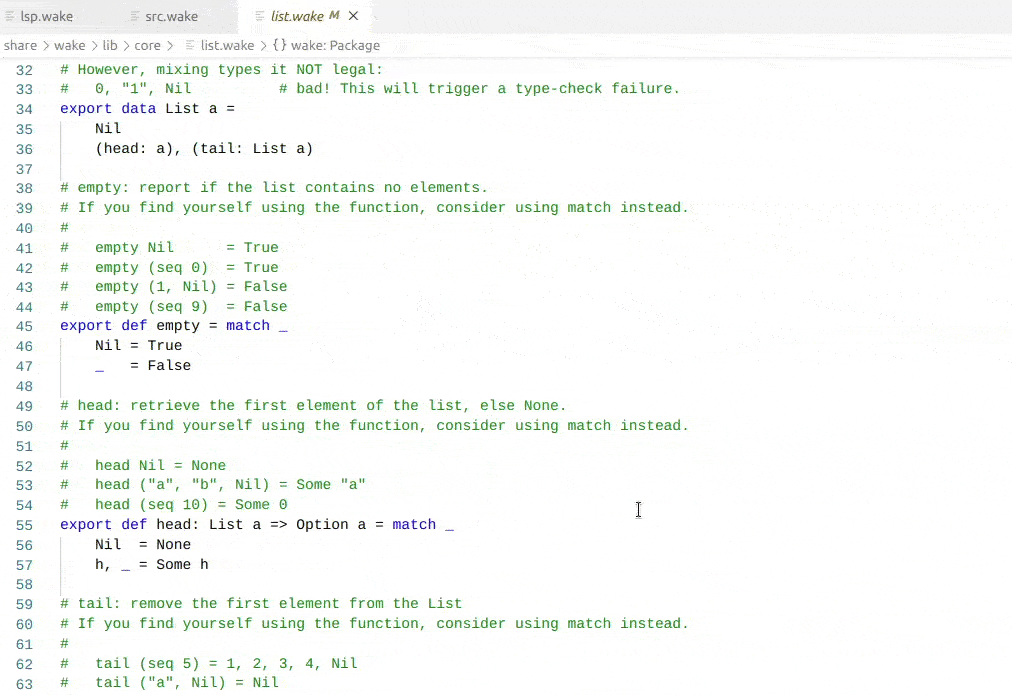 lsp.wake src.wake list.wake M
share > wake > lib > core > list.wake > {} wake: Package
32 # However, mixing types it NOT legal:
33 #   0, "1", Nil          # bad! This will trigger a type-check failure.
34 export data List a =
35     Nil
36     (head: a), (tail: List a)
37
38 # empty: report if the list contains no elements.
39 # If you find yourself using the function, consider using match instead.
40 #
41 #   empty Nil      = True
42 #   empty (seq 0)  = True
43 #   empty (1, Nil) = False
44 #   empty (seq 9)  = False
45 export def empty = match _
46     Nil = True
47     _   = False
48
49 # head: retrieve the first element of the list, else None.
50 # If you find yourself using the function, consider using match instead.
51 #
52 #   head Nil = None
53 #   head ("a", "b", Nil) = Some "a"
54 #   head (seq 10) = Some 0
55 export def head: List a => Option a = match _
56     Nil  = None
57     h, _ = Some h
58
59 # tail: remove the first element from the List
60 # If you find yourself using the function, consider using match instead.
61 #
62 #   tail (seq 5) = 1, 2, 3, 4, Nil
63 #   tail ("a", Nil) = Nil